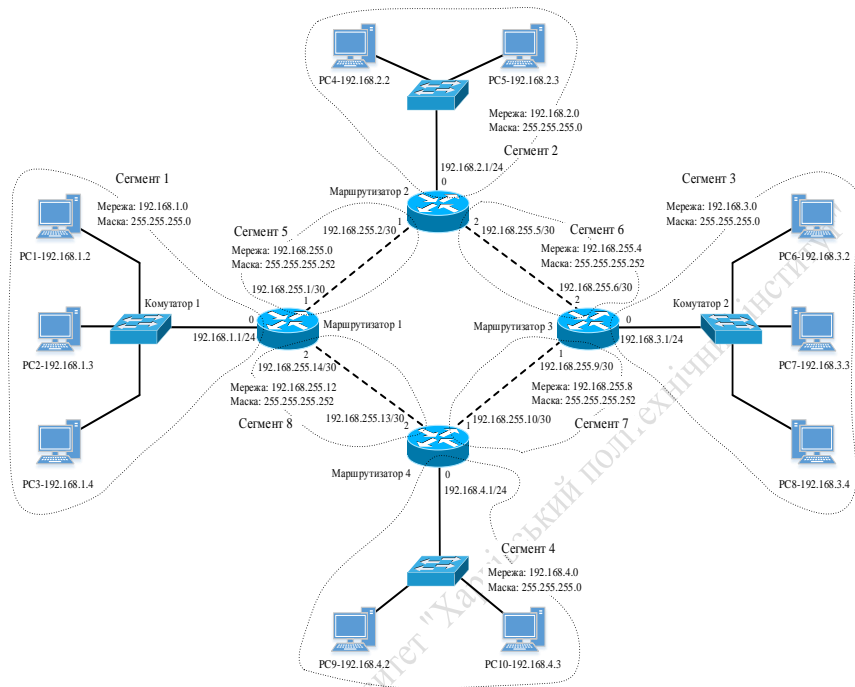 PC4-192.168.2.2
PC5-192.168.2.3
Мережа: 192.168.2.0
Маска: 255.255.255.0
Сегмент 2
192.168.2.1/24
0
Маршрутизатор 2
1
2
Сегмент 1
Мережа: 192.168.1.0
Маска: 255.255.255.0
Сегмент 3
Мережа: 192.168.3.0
Маска: 255.255.255.0
192.168.255.2/30
192.168.255.5/30
Сегмент 5
Мережа: 192.168.255.0
Маска: 255.255.255.252
Сегмент 6
Мережа: 192.168.255.4
Маска: 255.255.255.252
PC1-192.168.1.2
PC6-192.168.3.2
192.168.255.1/30
1
192.168.255.6/30
2
Комутатор 1
0
192.168.1.1/24
Маршрутизатор 1
2
Маршрутизатор 3
1
0
192.168.3.1/24
Комутатор 2
PC2-192.168.1.3
PC7-192.168.3.3
192.168.255.14/30
192.168.255.9/30
Мережа: 192.168.255.12
Маска: 255.255.255.252
Сегмент 8
Мережа: 192.168.255.8
Маска: 255.255.255.252
Сегмент 7
192.168.255.13/30
2
1
192.168.255.10/30
Маршрутизатор 4
0
192.168.4.1/24
PC3-192.168.1.4
PC8-192.168.3.4
Сегмент 4
Мережа: 192.168.4.0
Маска: 255.255.255.0
PC9-192.168.4.2
PC10-192.168.4.3
"Харківський політехнічний інститут"